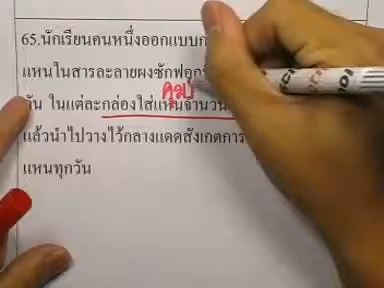 65.นักเรียนคนหนึ่งออกแบบก
แหนในสารละลายผงซักฟอก
คุม
วัน ในแต่ละกล่องใส่แหนจำนวน
แล้วนำไปวางไว้กลางแดดสังเกตการ
แหนทุกวัน